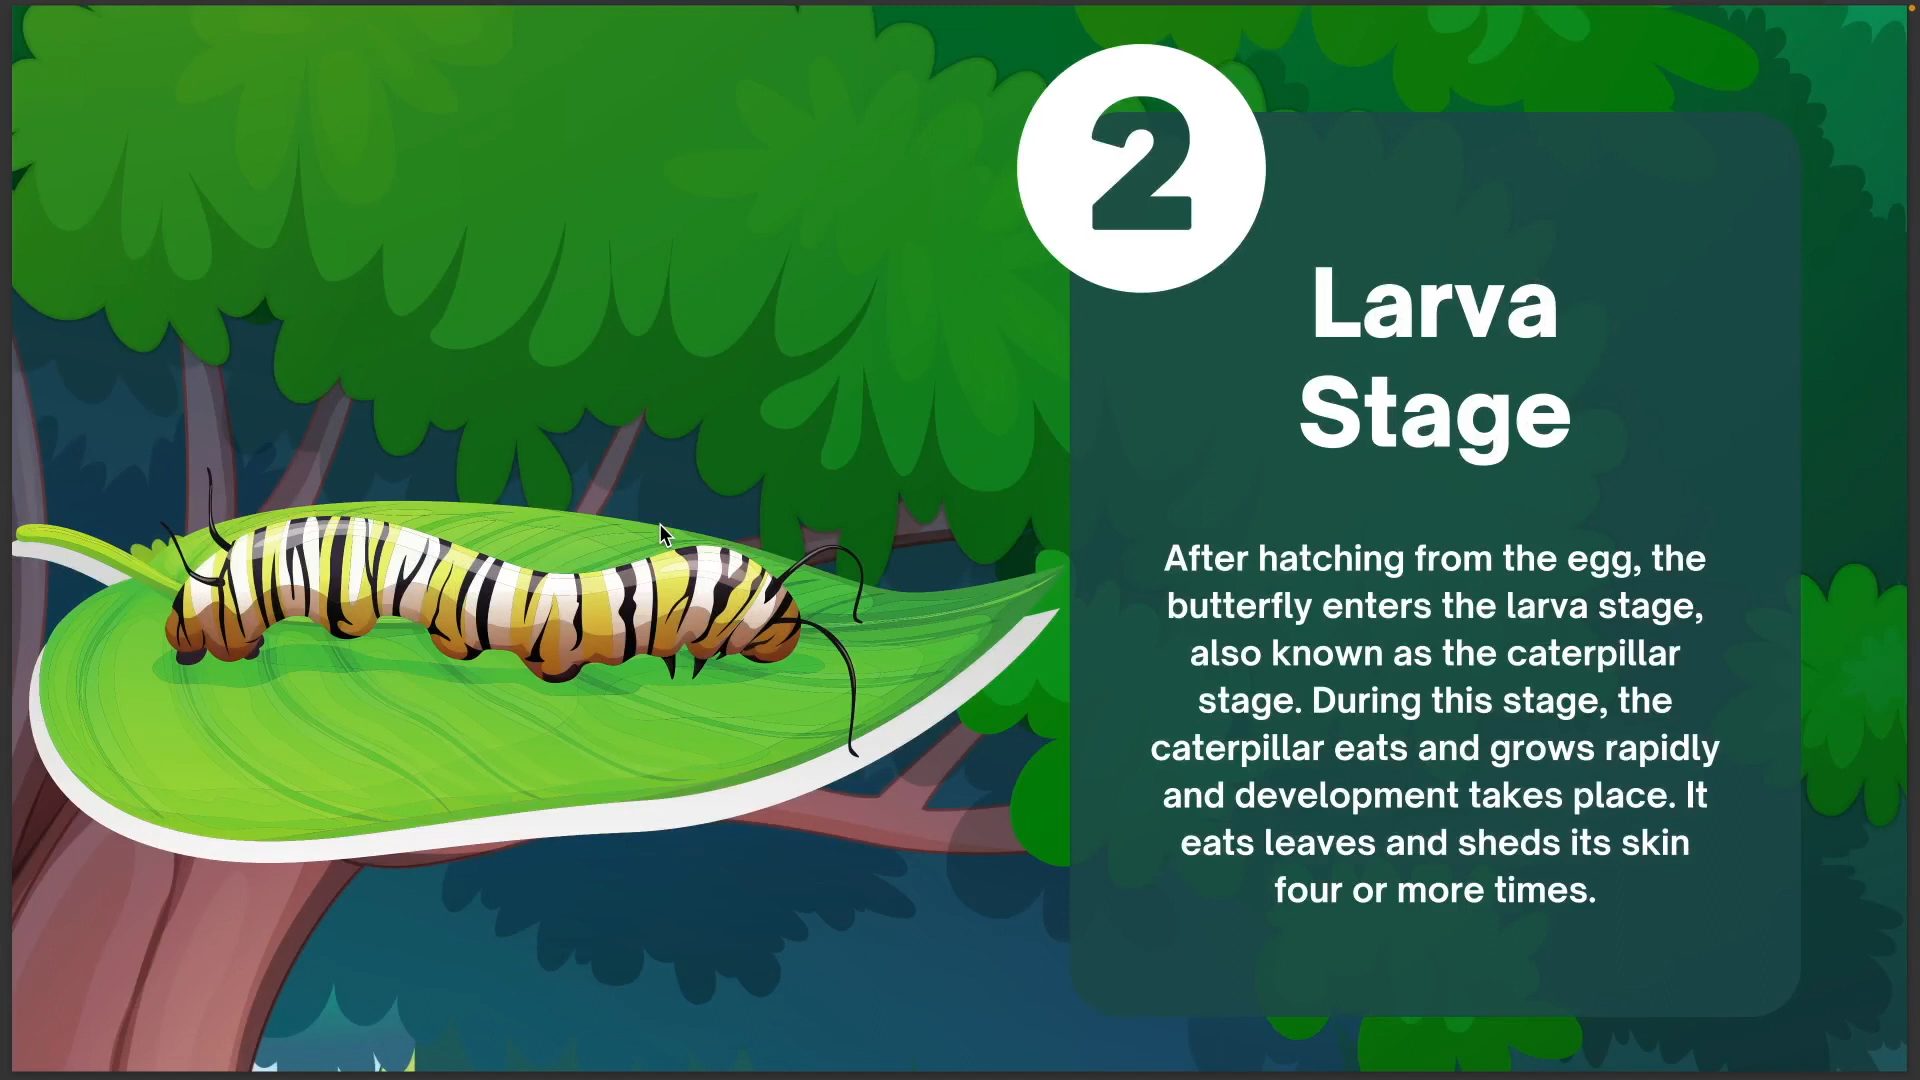 2
Larva
Stage
After hatching from the egg, the
butterfly enters the larva stage,
also known as the caterpillar
stage. During this stage, the
caterpillar eats and grows rapidly
and development takes place. It
eats leaves and sheds its skin
four or more times.